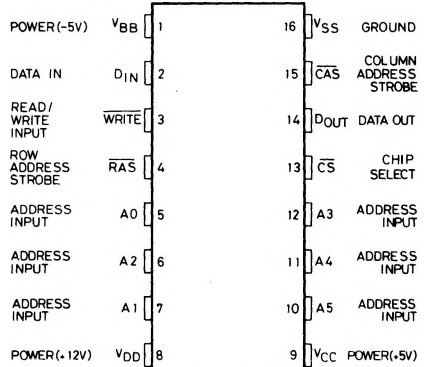 POWER(-5V) VBB 1 16 VSS GROUND
DATA IN DIN 2 15 CAS COLUMN ADDRESS STROBE
READ/ WRITE INPUT WRITE 3 14 DOUT DATA OUT
ROW ADDRESS STROBE RAS 4 13 CS CHIP SELECT
ADDRESS INPUT A0 5 12 A3 ADDRESS INPUT
ADDRESS INPUT A2 6 11 A4 ADDRESS INPUT
ADDRESS INPUT A1 7 10 A5 ADDRESS INPUT
POWER(+12V) VDD 8 9 VCC POWER(+5V)